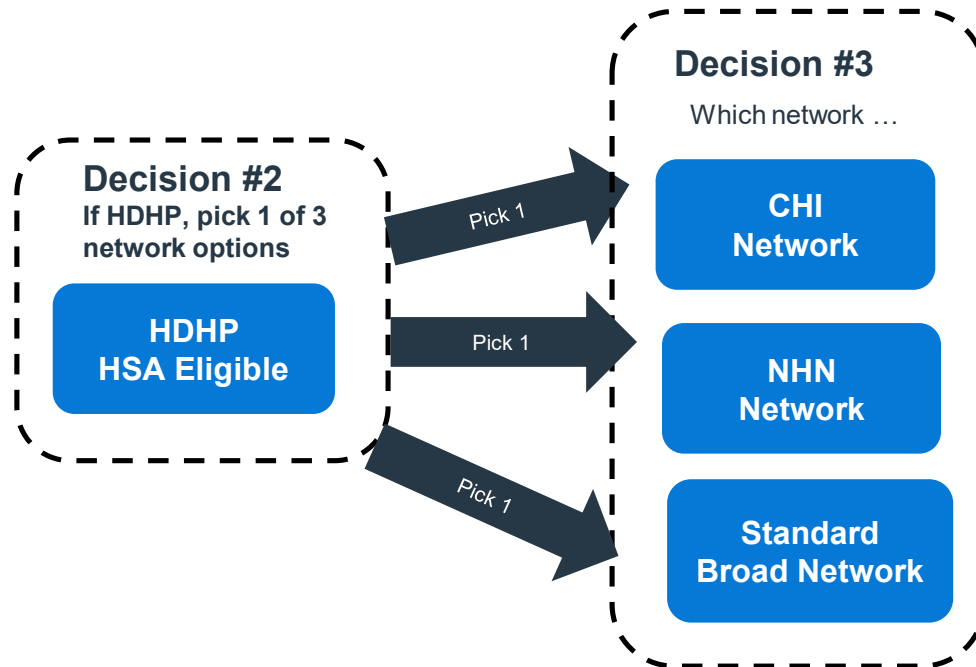 Decision #2
If HDHP, pick 1 of 3
network options
HDHP
HSA Eligible
Pick 1
Pick 1
Pick 1
Decision #3
Which network …
CHI
Network
NHN
Network
Standard
Broad Network